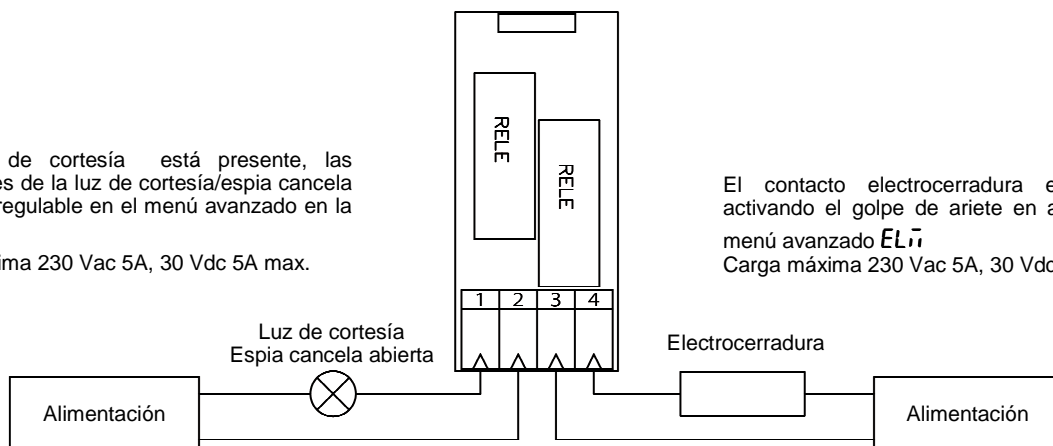 RELE
RELE
de cortesía está presente, las
de la luz de cortesía/espia cancela
regulable en el menú avanzado en la
230 Vac 5A, 30 Vdc 5A max.
El contacto electrocerradura
activando el golpe de ariete en
menú avanzado
Carga máxima 230 Vac 5A, 30 Vdc
1 2 3 4
Luz de cortesía
Espia cancela abierta
Electrocerradura
Alimentación
Alimentación